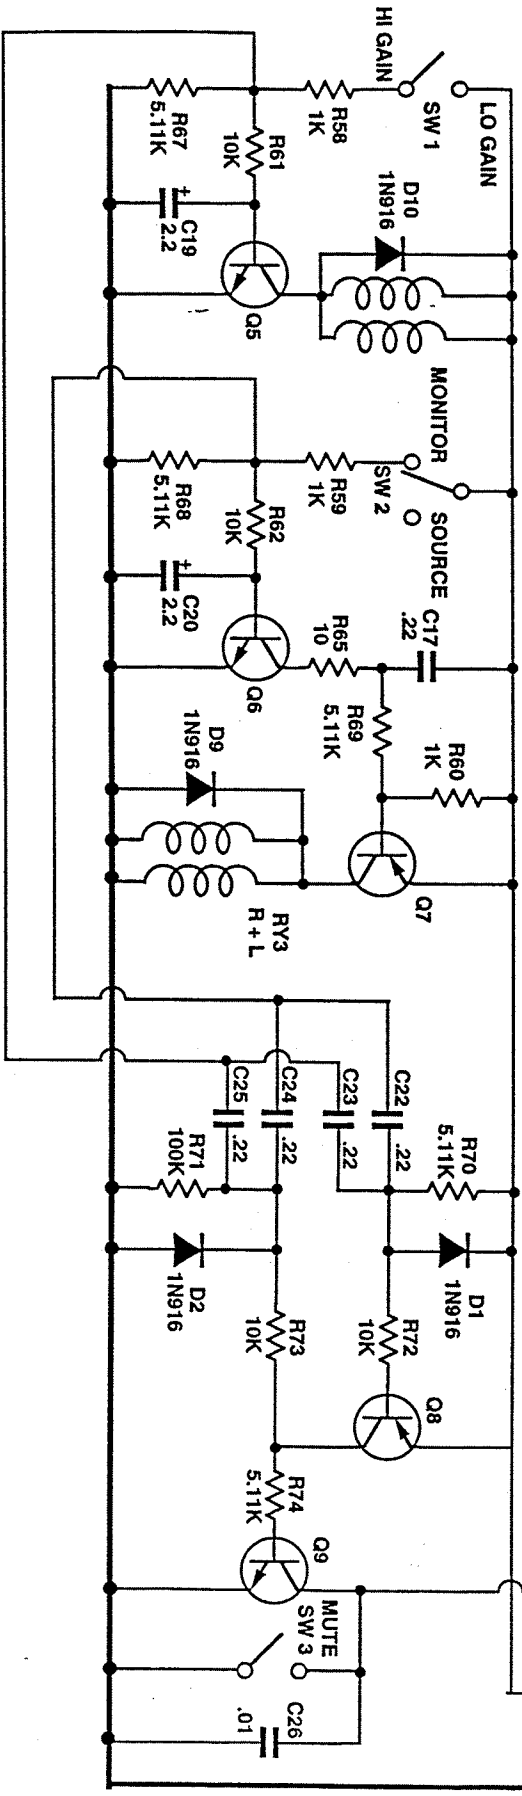 HI GAIN
LO GAIN
SW 1
R58
1K
R67
5.11K
R61
10K
D10
1N916
+
C19
2.2
Q5
MONITOR
SW 2
SOURCE
R59
1K
R68
5.11K
R62
10K
C17
.22
R65
10
+
C20
2.2
Q6
R69
5.11K
R60
1K
D9
1N916
Q7
RY3
R + L
C22
.22
C23
.22
C24
.22
C25
.22
R70
5.11K
R71
100K
D1
1N916
D2
1N916
R72
10K
R73
10K
Q8
R74
5.11K
Q9
MUTE
SW 3
C26
.01